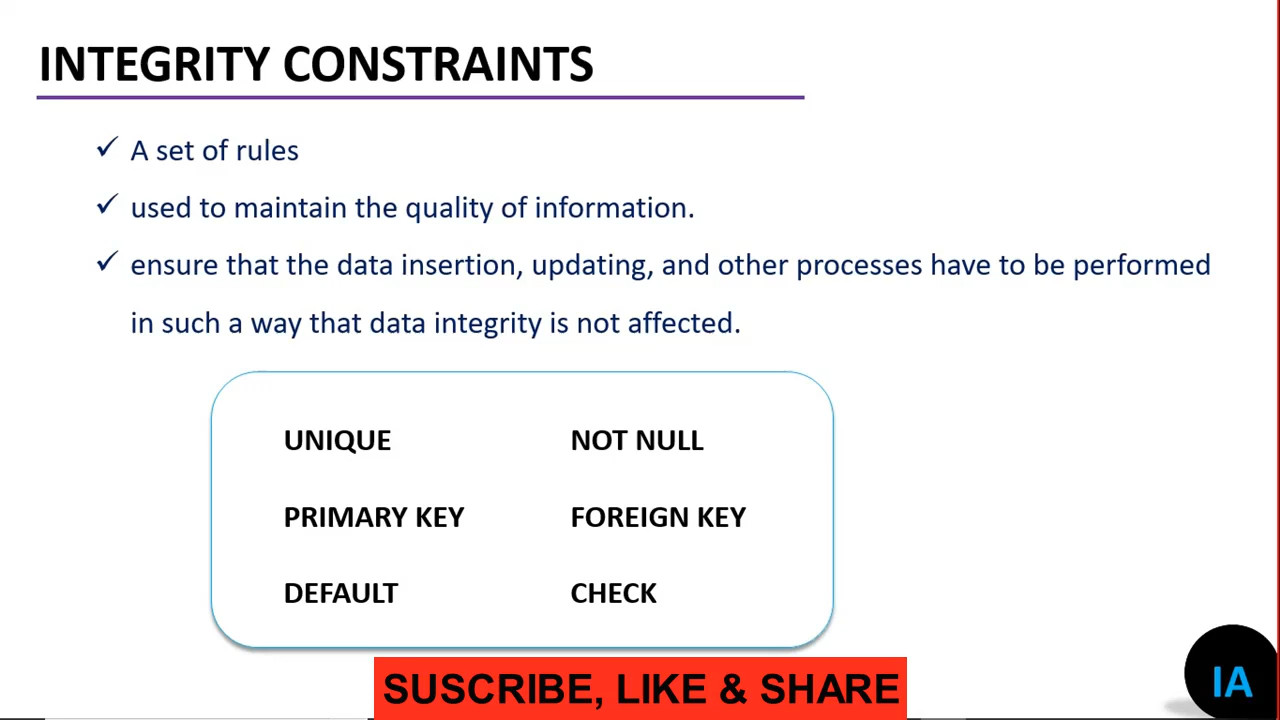 INTEGRITY CONSTRAINTS
✓ A set of rules
✓ used to maintain the quality of information.
✓ ensure that the data insertion, updating, and other processes have to be performed
in such a way that data integrity is not affected.
UNIQUE NOT NULL
PRIMARY KEY FOREIGN KEY
DEFAULT CHECK
SUSCRIBE, LIKE & SHARE
IA